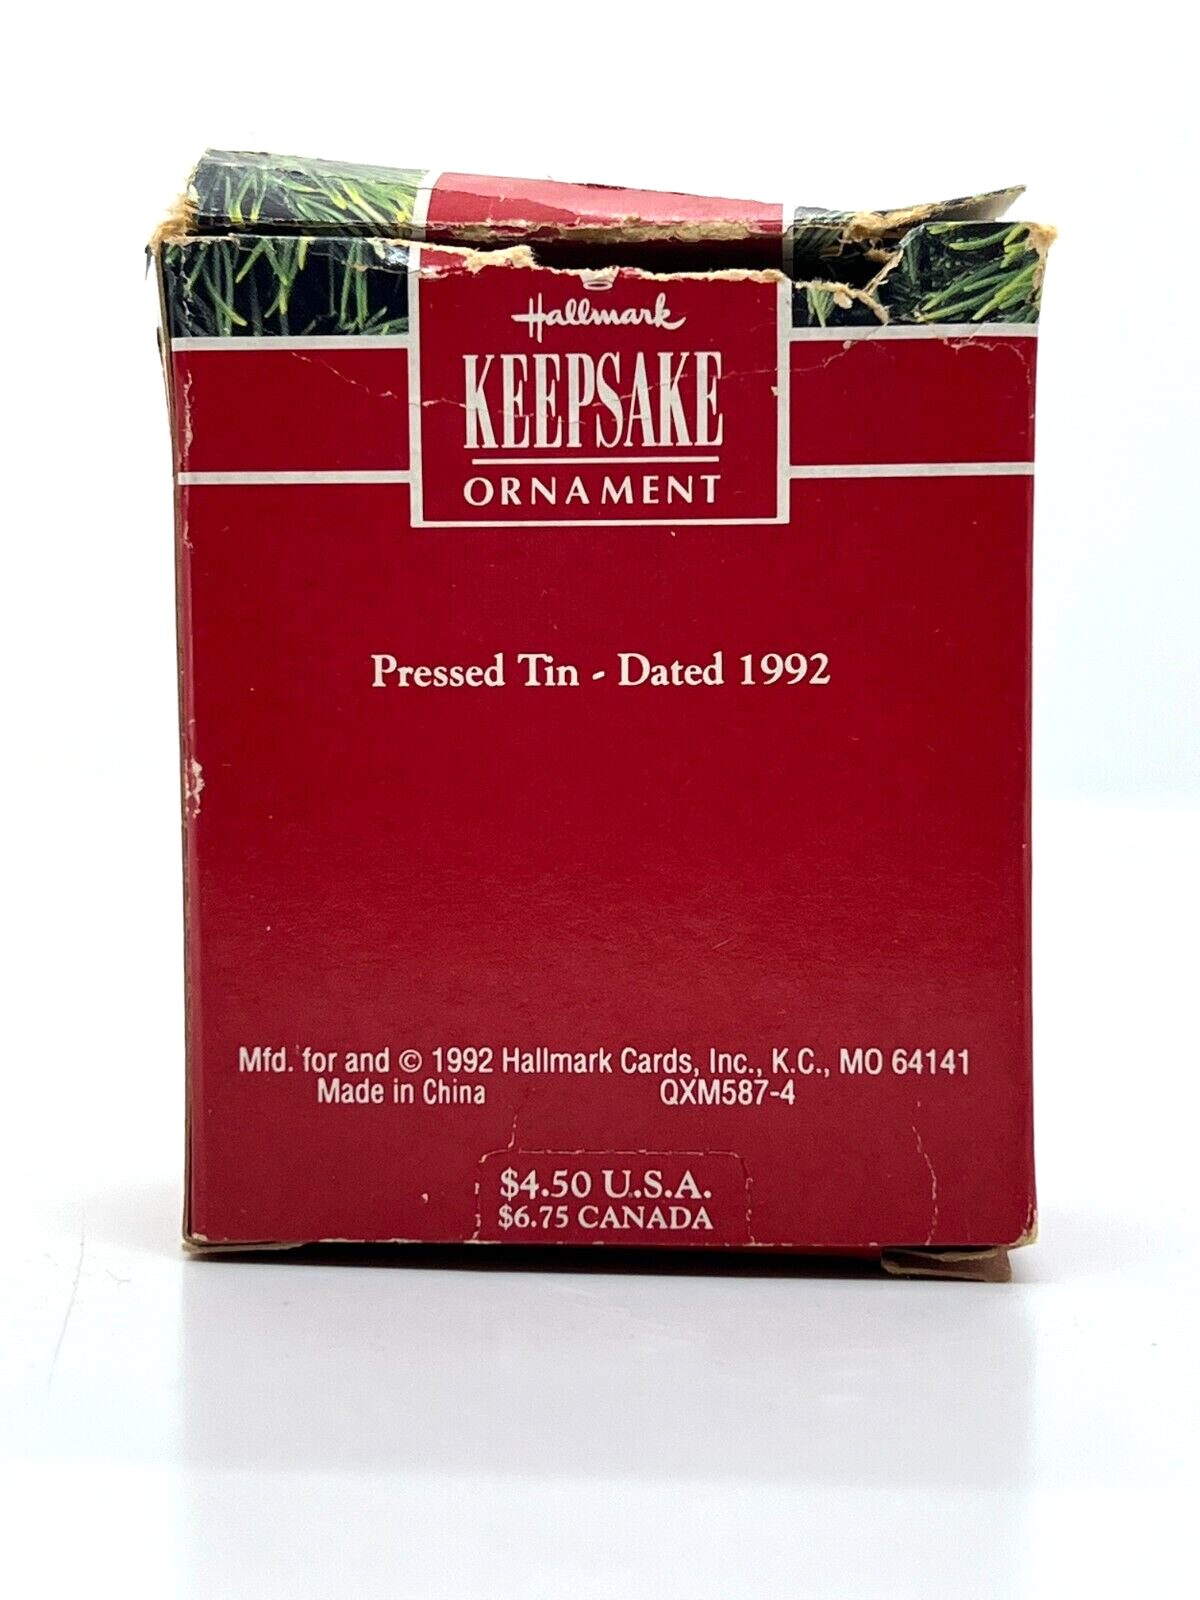 Hallmark
KEEPSAKE
ORNAMENT
Pressed Tin - Dated 1992
Mfd. for and © 1992 Hallmark Cards, Inc., K.C., MO 64141
Made in China QXM587-4
$4.50 U.S.A.
$6.75 CANADA